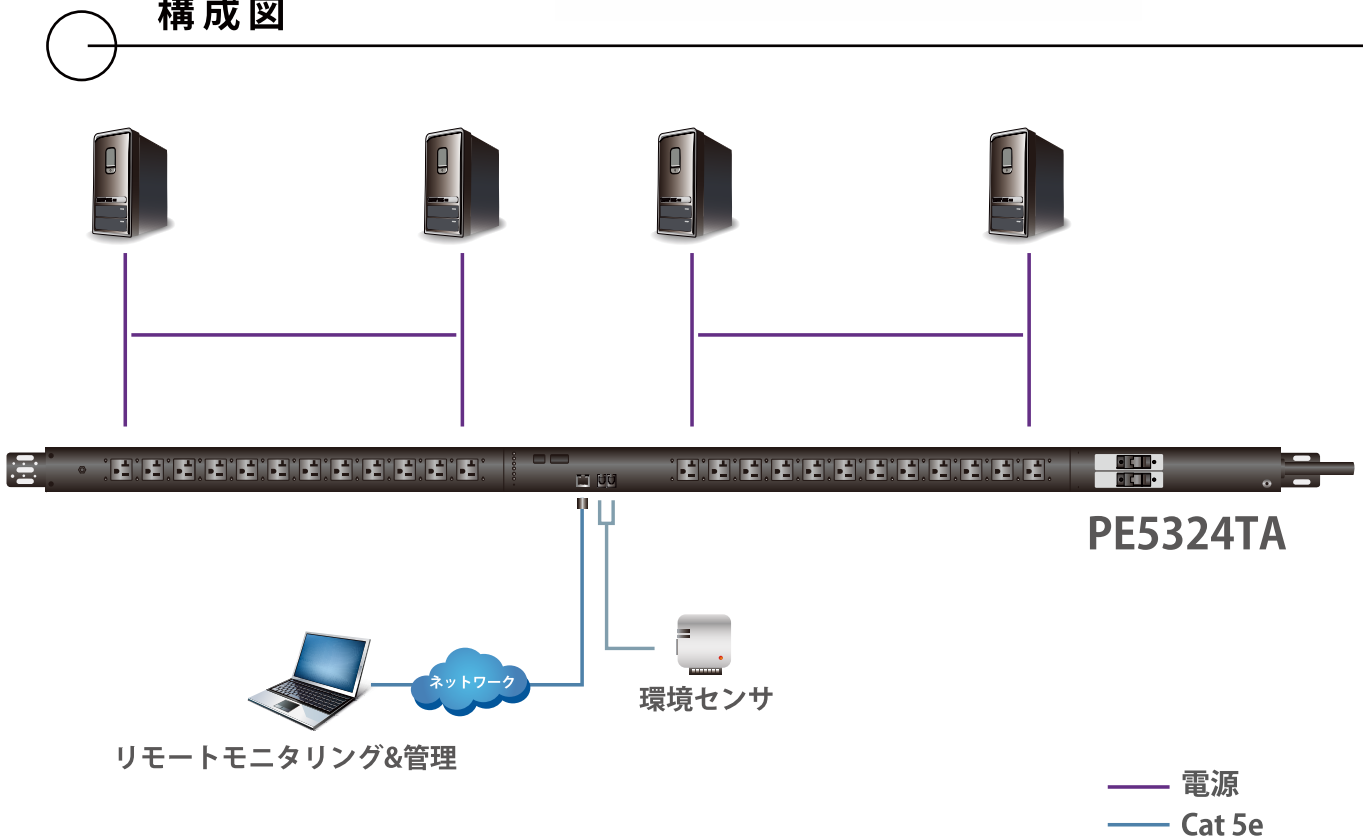 構成図
PE5324TA
ネットワーク
環境センサ
リモートモニタリング&管理
電源
Cat 5e